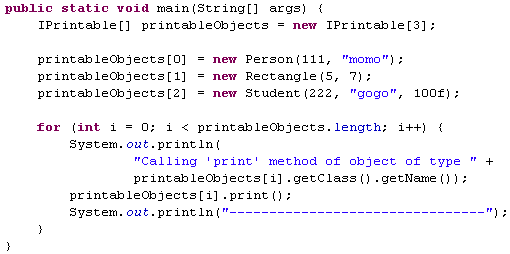 public static void main(String[] args) {
    IPrintable[] printableObjects = new IPrintable[3];

    printableObjects[0] = new Person(111, "momo");
    printableObjects[1] = new Rectangle(5, 7);
    printableObjects[2] = new Student(222, "gogo", 100f);

    for (int i = 0; i < printableObjects.length; i++) {
        System.out.println(
                "Calling 'print' method of object of type " +
                printableObjects[i].getClass().getName());
        printableObjects[i].print();
        System.out.println("--------------------------------");
    }
}